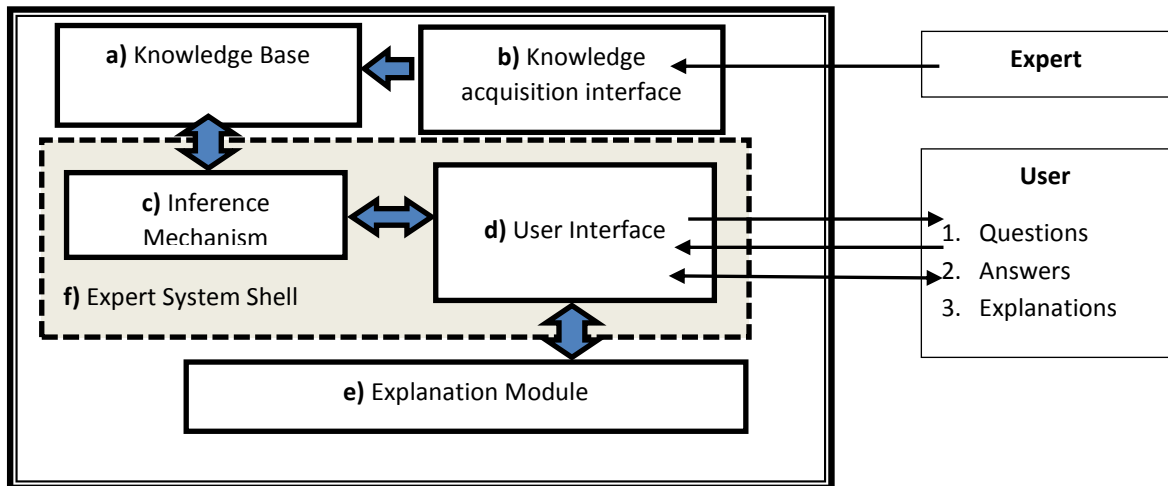 a) Knowledge Base
b) Knowledge
acquisition interface
Expert
c) Inference
Mechanism
d) User Interface
f) Expert System Shell
User
1. Questions
2. Answers
3. Explanations
e) Explanation Module